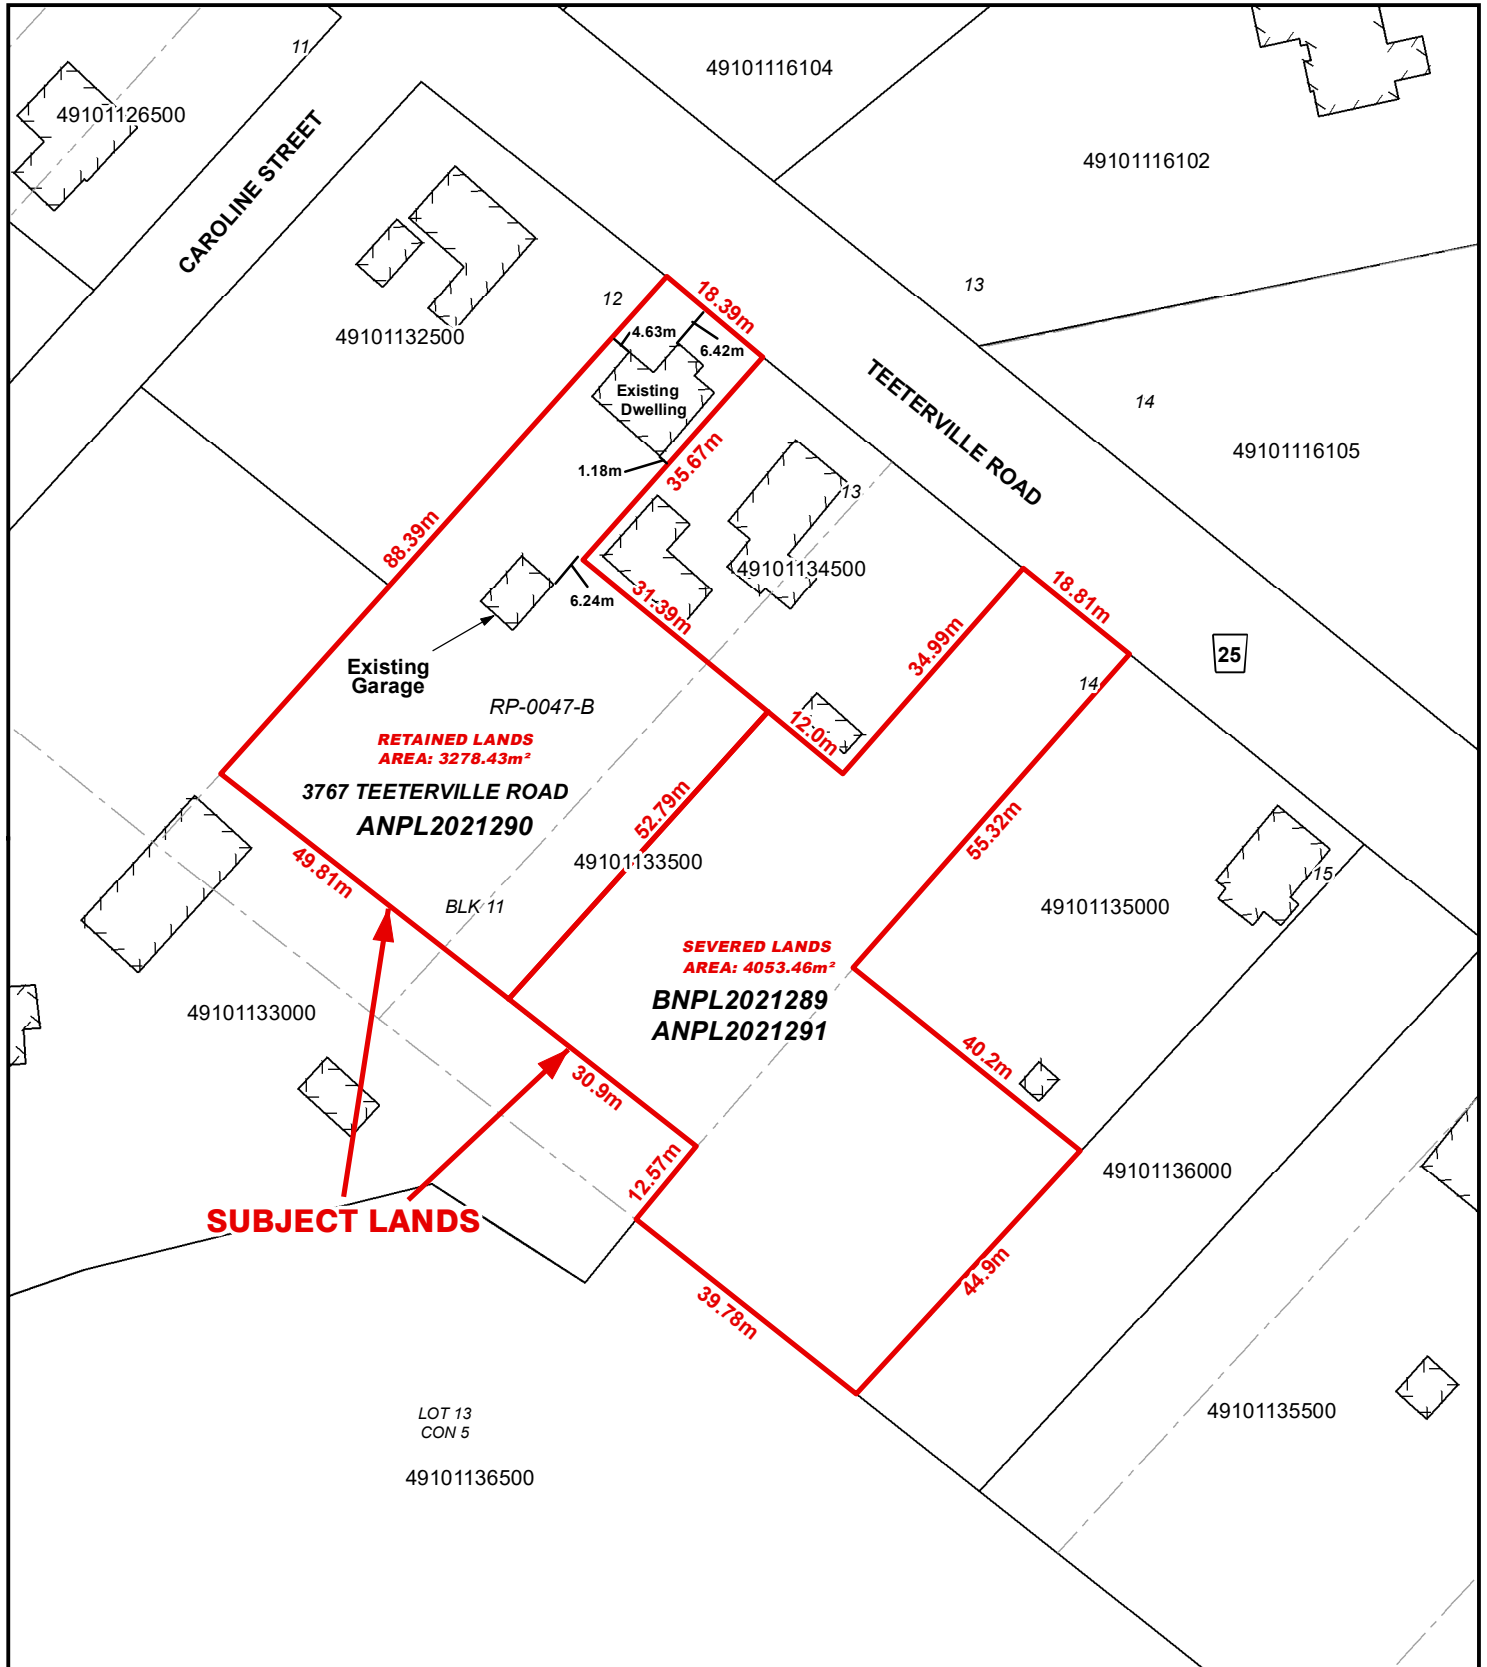 11
49101126500
CAROLINE STREET
49101116104
49101116102
13
12
49101132500
18.39m
4.63m
6.42m
Existing
Dwelling
TEETERVILLE ROAD
14
49101116105
1.18m
35.67m
13
88.39m
49101134500
6.24m
31.39m
18.81m
34.99m
25
Existing
Garage
14
RP-0047-B
12.0m
RETAINED LANDS
AREA: 3278.43m²
3767 TEETERVILLE ROAD
ANPL2021290
52.79m
55.32m
49101133500
49.81m
15
BLK 11
49101135000
SEVERED LANDS
AREA: 4053.46m²
BNPL2021289
ANPL2021291
49101133000
40.2m
30.9m
12.57m
49101136000
SUBJECT LANDS
44.9m
39.78m
LOT 13
CON 5
49101135500
49101136500